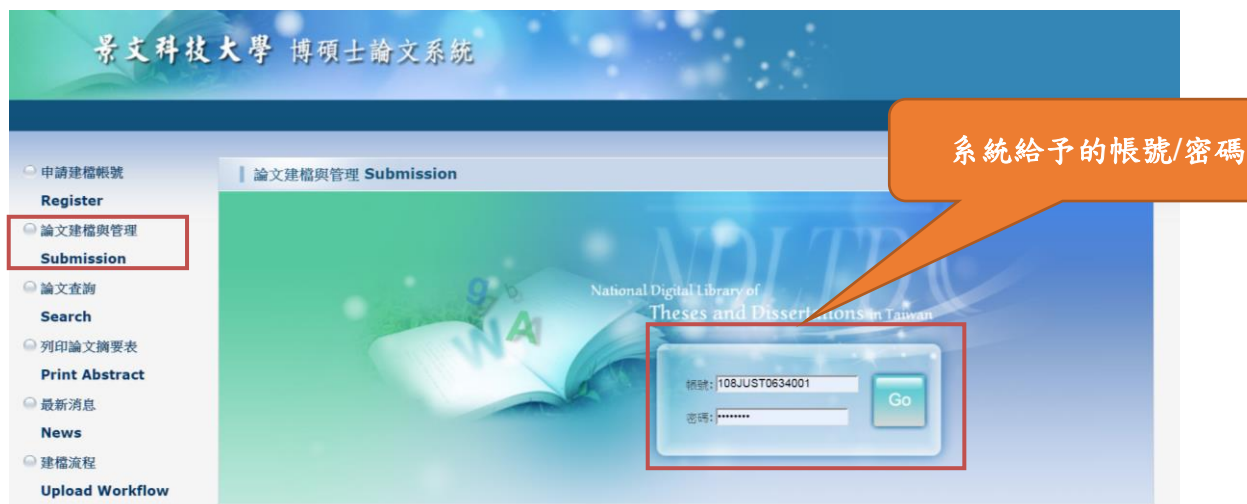 景文科技大學 博碩士論文系統
系統給予的帳號/密碼
申請建檔帳號
Register
論文建檔與管理
Submission
論文查詢
Search
列印論文摘要表
Print Abstract
最新消息
News
建檔流程
Upload Workflow
論文建檔與管理 Submission
NDLTD
National Digital Library of
Theses and Dissertations in Taiwan
帳號: 108JUST0634001
密碼: ••••••••
Go